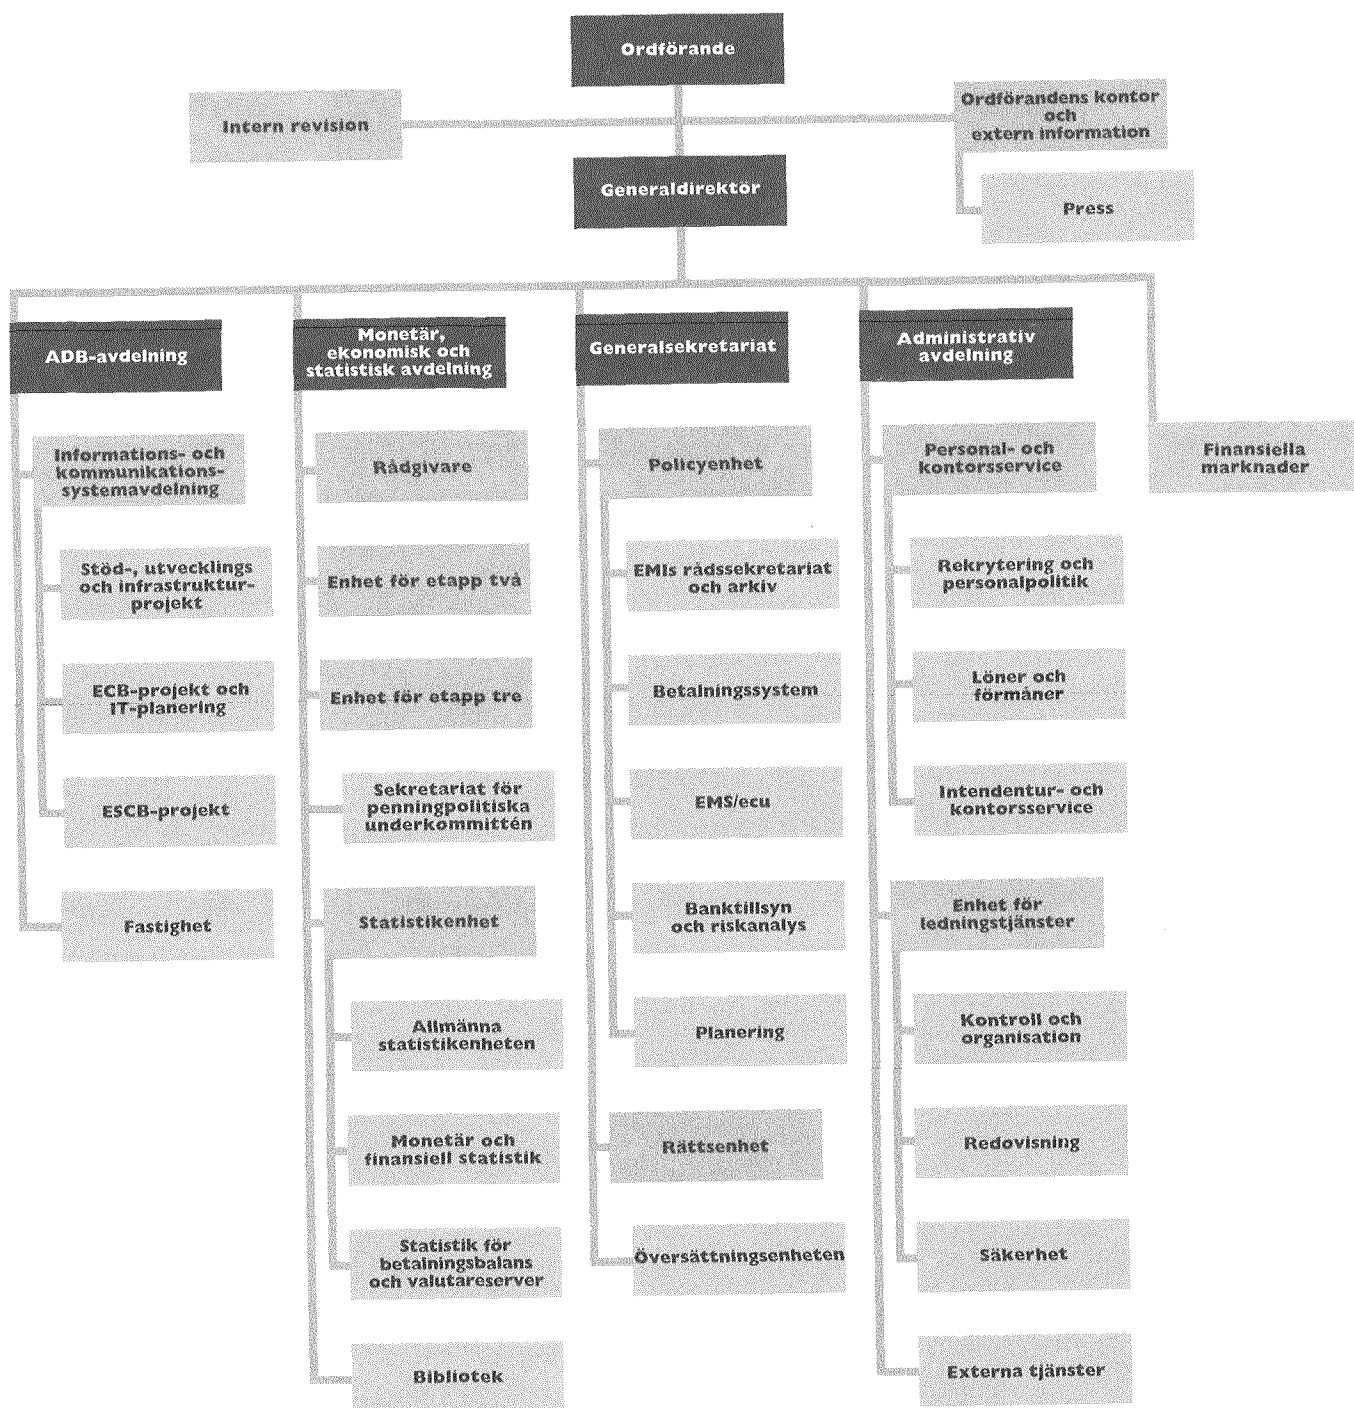 Ordförande
Intern revision
Ordförandens kontor
och
extern information
Generaldirektör
Press
ADB-avdelning
Informations- och
kommunikations-
systemavdelning
Stöd-, utvecklings
och infrastruktur-
projekt
ECB-projekt och
IT-planering
ESCB-projekt
Fastighet
Monetär,
ekonomisk och
statistisk avdelning
Rådgivare
Enhet för etapp två
Enhet för etapp tre
Sekretariat för
penningpolitiska
underkommittén
Statistikenhet
Allmänna
statistikenheten
Monetär och
finansiell statistik
Statistik för
betalningsbalans
och valutareserver
Bibliotek
Generalsekretariat
Policyenhet
EMIs rådssekretariat
och arkiv
Betalningssystem
EMS/ecu
Banktillsyn
och riskanalys
Planering
Rättsenhet
Översättningsenheten
Administrativ
avdelning
Personal- och
kontorsservice
Rekrytering och
personalpolitik
Löner och
förmåner
Intendentur- och
kontorsservice
Enhet för
ledningstjänster
Kontroll och
organisation
Redovisning
Säkerhet
Externa tjänster
Finansiella
marknader